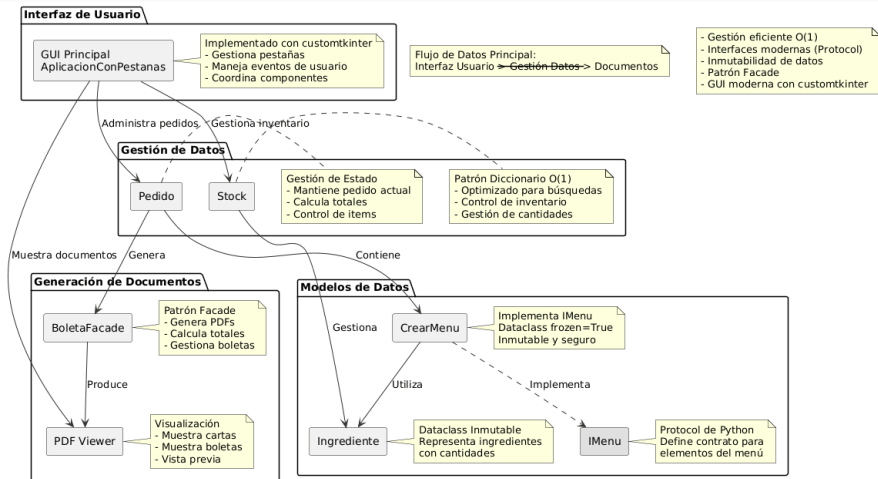 Interfaz de Usuario
GUI Principal
AplicacionConPestanas
Implementado con customtkinter
- Gestiona pestañas
- Maneja eventos de usuario
- Coordina componentes
Flujo de Datos Principal:
Interfaz Usuario > Gestión Datos > Documentos
- Gestión eficiente O(1)
- Interfaces modernas (Protocol)
- Inmutabilidad de datos
- Patrón Facade
- GUI moderna con customtkinter
Administra pedidos
Gestiona inventario
Gestión de Datos
Pedido
Stock
Gestión de Estado
- Mantiene pedido actual
- Calcula totales
- Control de items
Patrón Diccionario O(1)
- Optimizado para búsquedas
- Control de inventario
- Gestión de cantidades
Muestra documentos
Genera
Contiene
Generación de Documentos
BoletaFacade
Patrón Facade
- Genera PDFs
- Calcula totales
- Gestiona boletas
Produce
PDF Viewer
Visualización
- Muestra cartas
- Muestra boletas
- Vista previa
Modelos de Datos
Gestiona
CrearMenu
Implementa IMenu
Dataclass frozen=True
Inmutable y seguro
Utiliza
Implementa
Ingrediente
Dataclass Inmutable
Representa ingredientes
con cantidades
IMenu
Protocol de Python
Define contrato para
elementos del menú